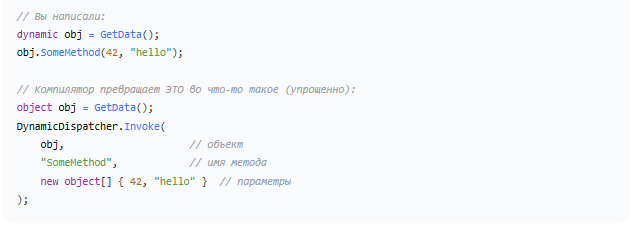 // Вы написали:
dynamic obj = GetData();
obj.SomeMethod(42, "hello");
// Компилятор превращает ЭТО во что-то такое (упрощенно):
object obj = GetData();
DynamicDispatcher.Invoke(
    obj,                    // объект
    "SomeMethod",           // имя метода
    new object[] { 42, "hello" }  // параметры
);